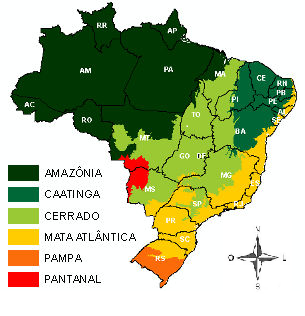 RR
AP
AM
PA
MA
CE
RN
PB
PE
PI
AC
RO
TO
BA
MT
GO
DF
MG
MS
SP
PR
SC
RS
AMAZÔNIA
CAATINGA
CERRADO
MATA ATLÂNTICA
PAMPA
PANTANAL
N
O
L
S